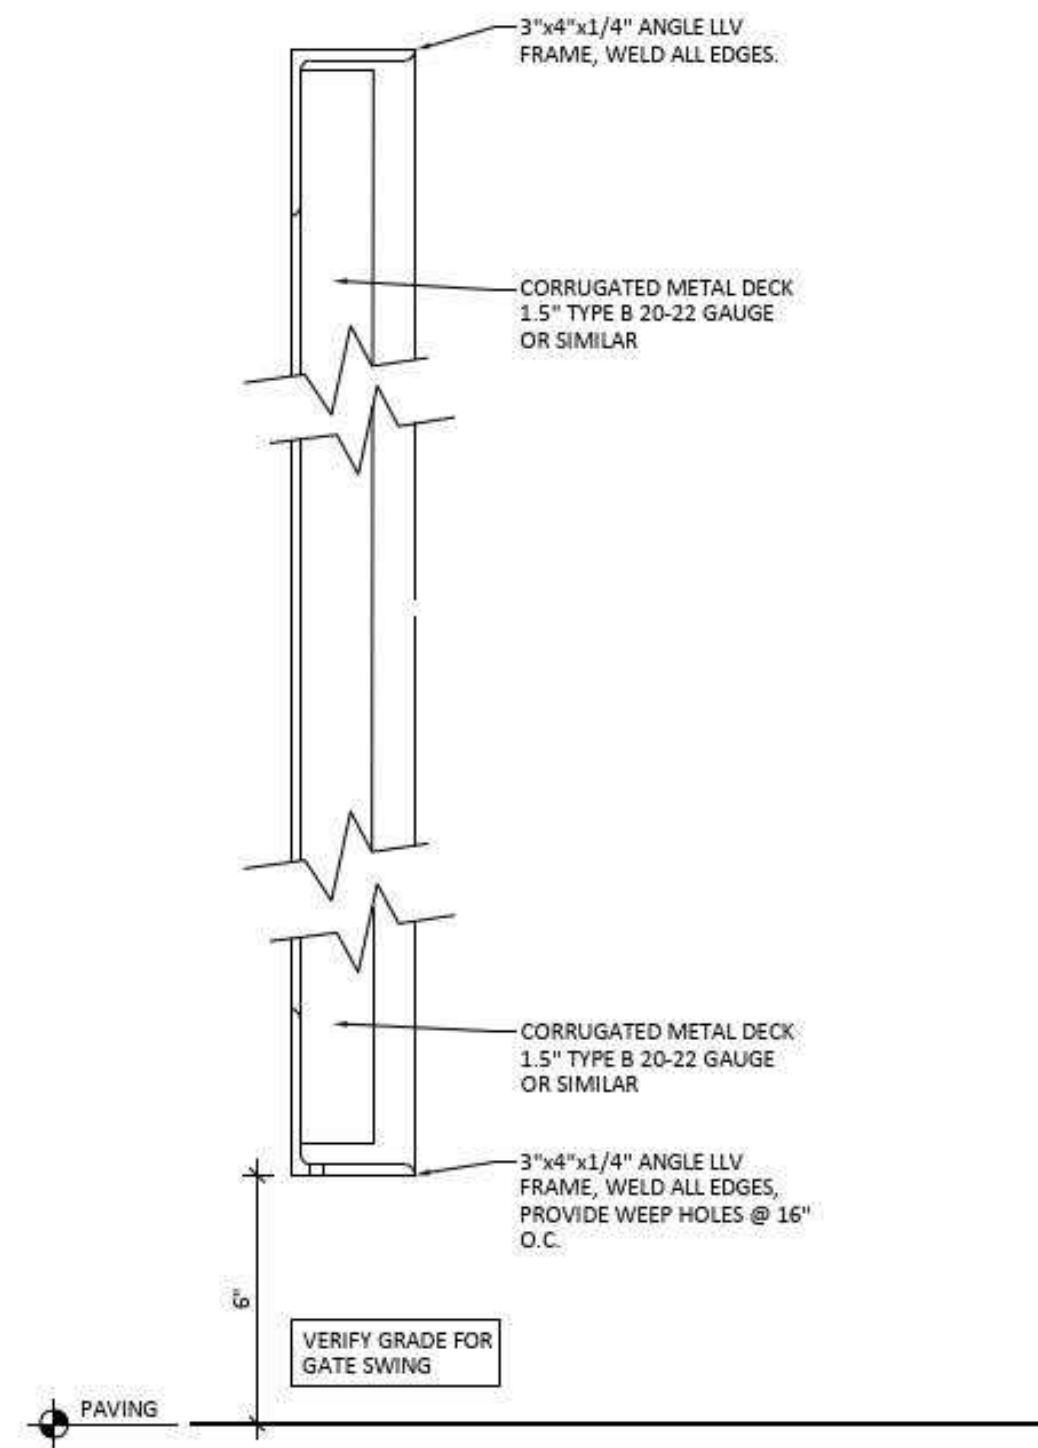 3"x4"x1/4" ANGLE LLV
FRAME, WELD ALL EDGES.
CORRUGATED METAL DECK
1.5" TYPE B 20-22 GAUGE
OR SIMILAR
CORRUGATED METAL DECK
1.5" TYPE B 20-22 GAUGE
OR SIMILAR
3"x4"x1/4" ANGLE LLV
FRAME, WELD ALL EDGES,
PROVIDE WEEP HOLES @ 16"
O.C.
6"
VERIFY GRADE FOR
GATE SWING
PAVING